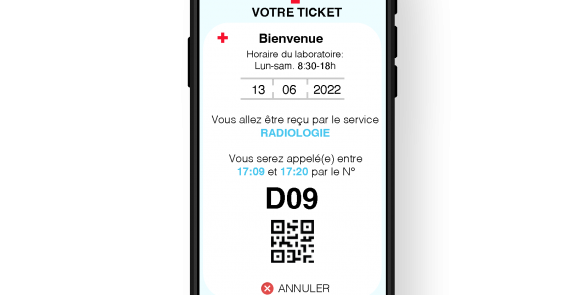 VOTRE TICKET
Bienvenue
Horaire du laboratoire:
Lun-sam. 8:30-18h
13 06 2022
Vous allez être reçu par le service
RADIOLOGIE
Vous serez appelé(e) entre
17:09 et 17:20 par le N°
D09
ANNULER